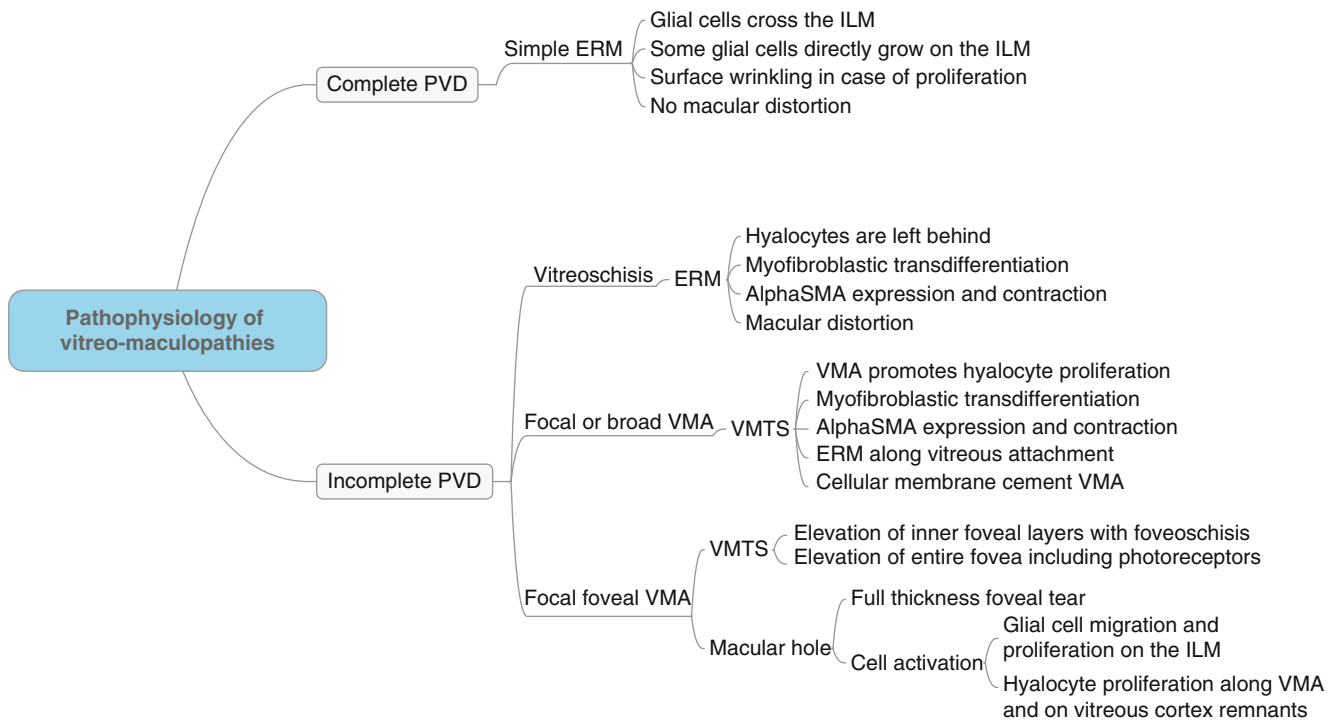 Pathophysiology of
vitreo-maculopathies
Complete PVD
Simple ERM
Glial cells cross the ILM
Some glial cells directly grow on the ILM
Surface wrinkling in case of proliferation
No macular distortion
Incomplete PVD
Vitreoschisis
ERM
Hyalocytes are left behind
Myofibroblastic transdifferentiation
AlphaSMA expression and contraction
Macular distortion
Focal or broad VMA
VMTS
VMA promotes hyalocyte proliferation
Myofibroblastic transdifferentiation
AlphaSMA expression and contraction
ERM along vitreous attachment
Cellular membrane cement VMA
Focal foveal VMA
VMTS
Elevation of inner foveal layers with foveoschisis
Elevation of entire fovea including photoreceptors
Macular hole
Full thickness foveal tear
Cell activation
Glial cell migration and
proliferation on the ILM
Hyalocyte proliferation along VMA
and on vitreous cortex remnants